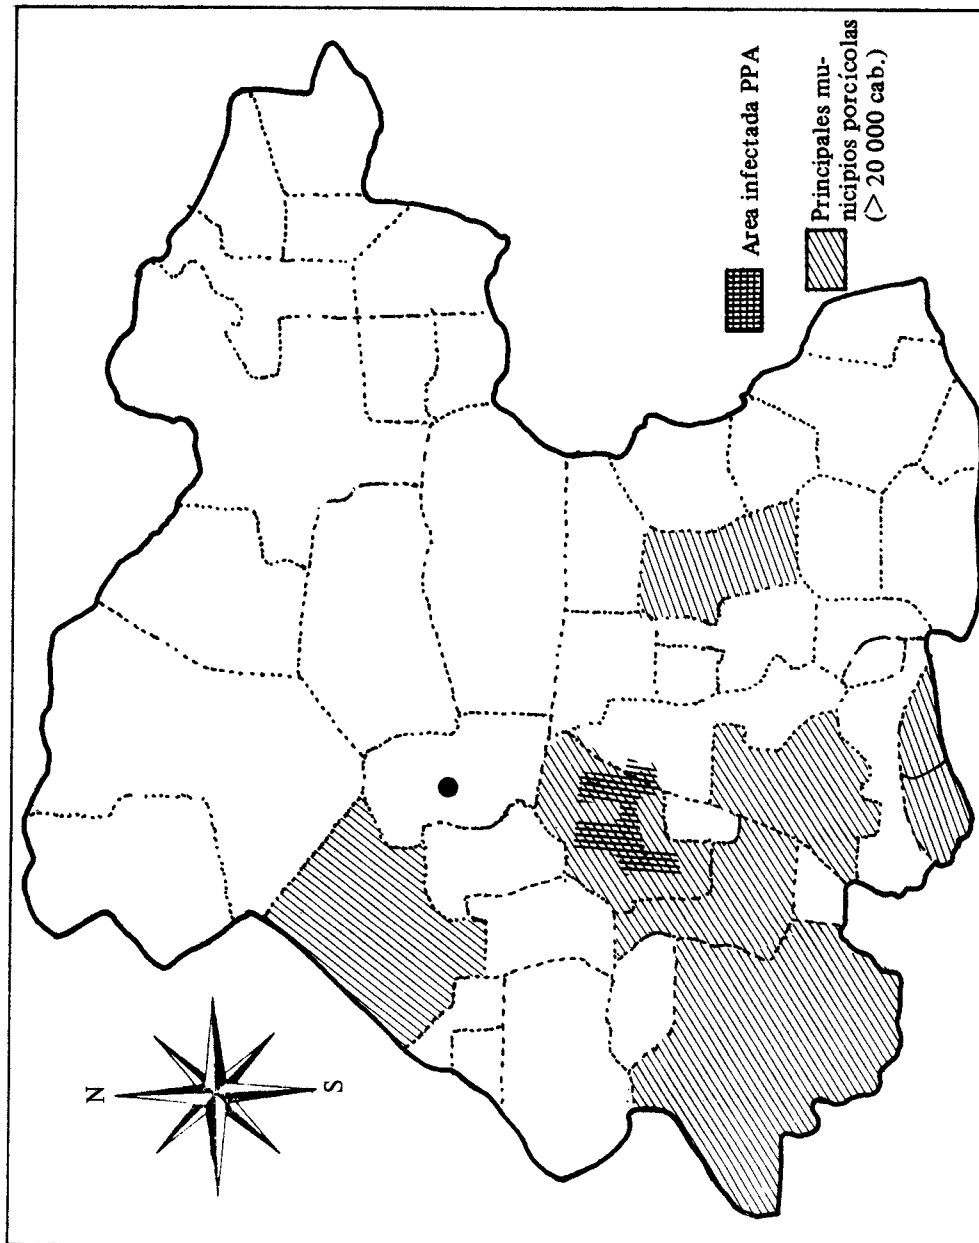 N
S
Area infectada PPA
Principales mu-
nicipios porcícolas
(> 20 000 cab.)